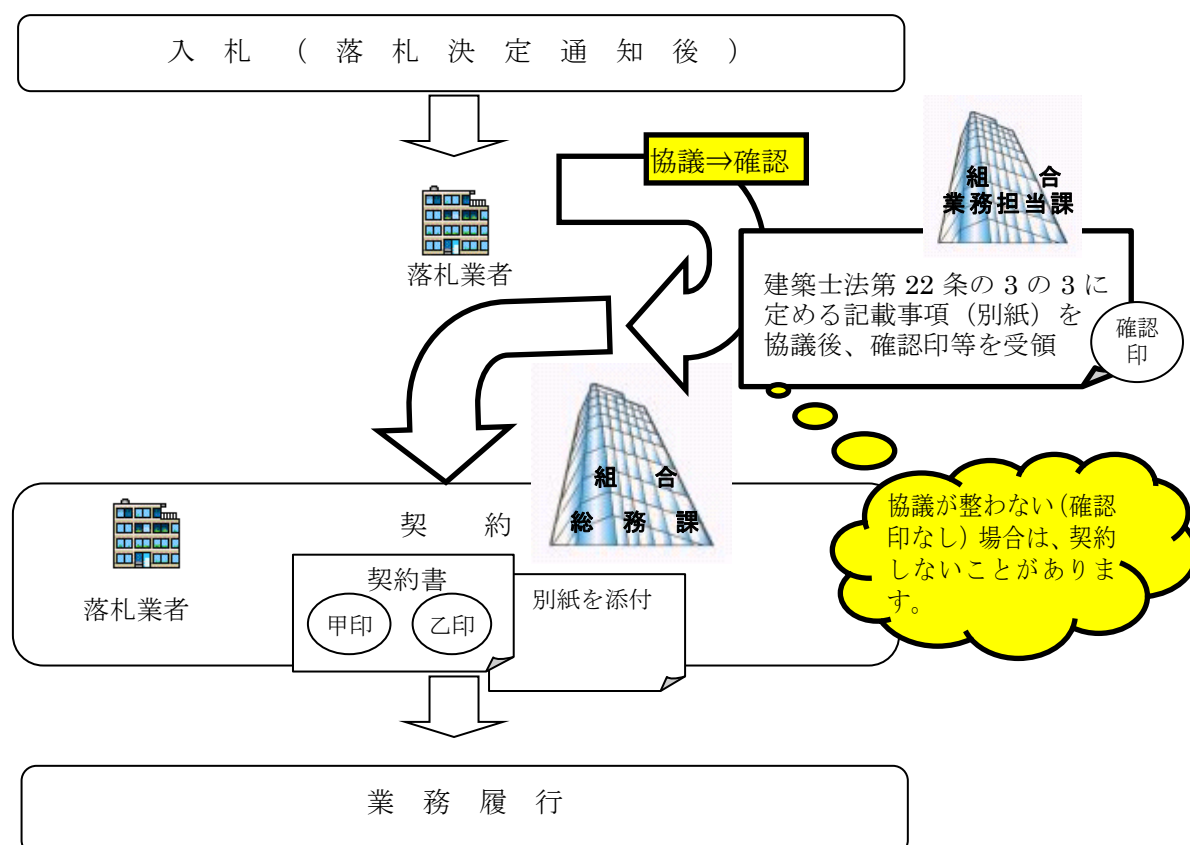 入札（落札決定通知後）
協議⇒確認
組合
業務担当課
落札業者
建築士法第 22 条の 3 の 3 に
定める記載事項（別紙）を
協議後、確認印等を受領
確認
印
組合
総務課
協議が整わない（確認
印なし）場合は、契約
しないことがありま
す。
契約
落札業者
契約書
甲印
乙印
別紙を添付
業務履行